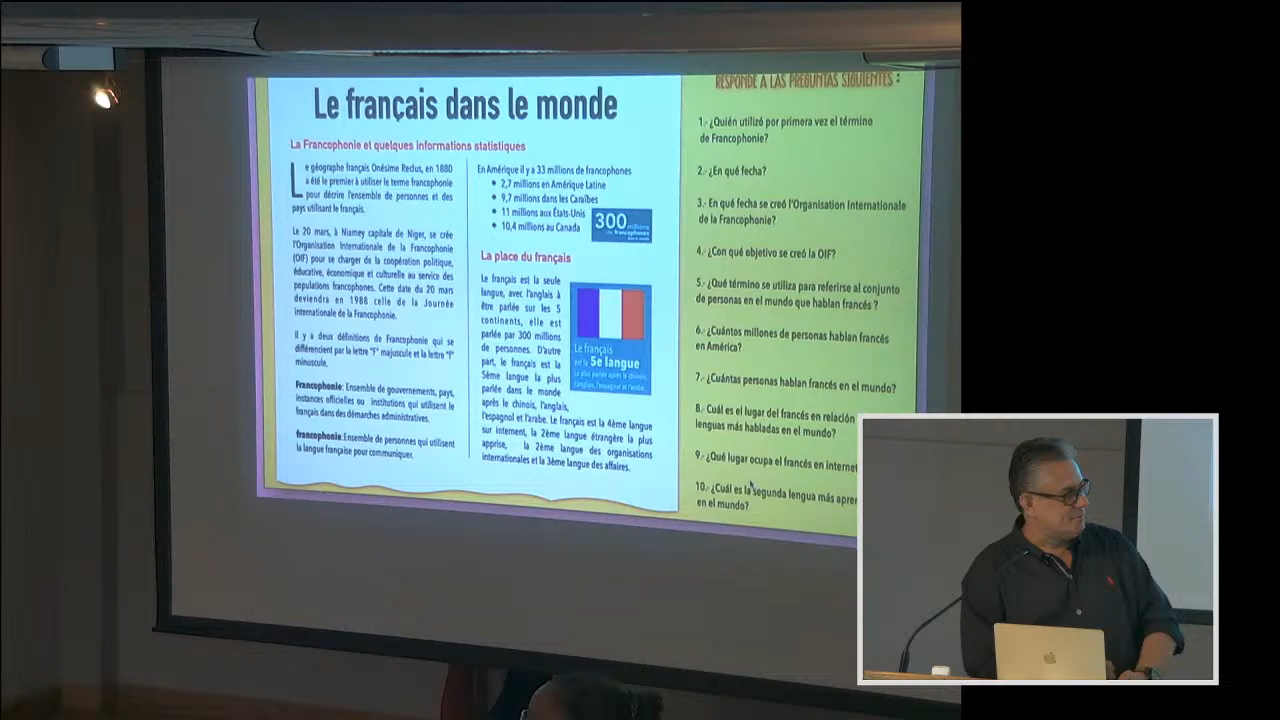 Le français dans le monde
La Francophonie et quelques informations statistiques
Le géographe français Onésime Reclus, en 1880
a été le premier à utiliser le terme francophonie
pour décrire l'ensemble de personnes et des
pays utilisant le français.
Le 20 mars, à Niamey capitale de Niger, se crée
l'Organisation Internationale de la Francophonie
(OIF) pour se charger de la coopération politique,
éducative, économique et culturelle au service des
populations francophones. Cette date du 20 mars
deviendra en 1988 celle de la Journée
internationale de la Francophonie.
Il y a deux définitions de Francophonie qui se
différencient par la lettre "F" majuscule et la lettre "f"
minuscule.
Francophonie: Ensemble de gouvernements, pays,
instances officielles ou institutions qui utilisent le
français dans des démarches administratives.
francophonie:Ensemble de personnes qui utilisent
la langue française pour communiquer.
En Amérique il y a 33 millions de francophones
• 2,7 millions en Amérique Latine
• 9,7 millions dans les Caraïbes
• 11 millions aux États-Unis
• 10,4 millions au Canada
300 millions
de francophones
dans le monde
La place du français
Le français est la seule
langue, avec l'anglais à
être parlée sur les 5
continents, elle est
parlée par 300 millions
de personnes. D'autre
part, le français est la
5ème langue la plus
parlée dans le monde
après le chinois, l'anglais,
l'espagnol et l'arabe. Le français est la 4ème langue
sur internet, la 2ème langue étrangère la plus
apprise, la 2ème langue des organisations
internationales et la 3ème langue des affaires.
Le français
est la 5e langue
la plus parlée après le chinois,
l'anglais, l'espagnol et l'arabe
RESPONDE A LAS PREGUNTAS SIGUIENTES :
1.- ¿Quién utilizó por primera vez el término
de Francophonie?
2.- ¿En qué fecha?
3.- En qué fecha se creó l'Organisation Internationale
de la Francophonie?
4.- ¿Con qué objetivo se creó la OIF?
5.- ¿Qué término se utiliza para referirse al conjunto
de personas en el mundo que hablan francés ?
6.- ¿Cuántos millones de personas hablan francés
en América?
7.- ¿Cuántas personas hablan francés en el mundo?
8.- Cuál es el lugar del francés en relación
lenguas más habladas en el mundo?
9.- ¿Qué lugar ocupa el francés en internet
10.- ¿Cuál es la segunda lengua más apre
en el mundo?